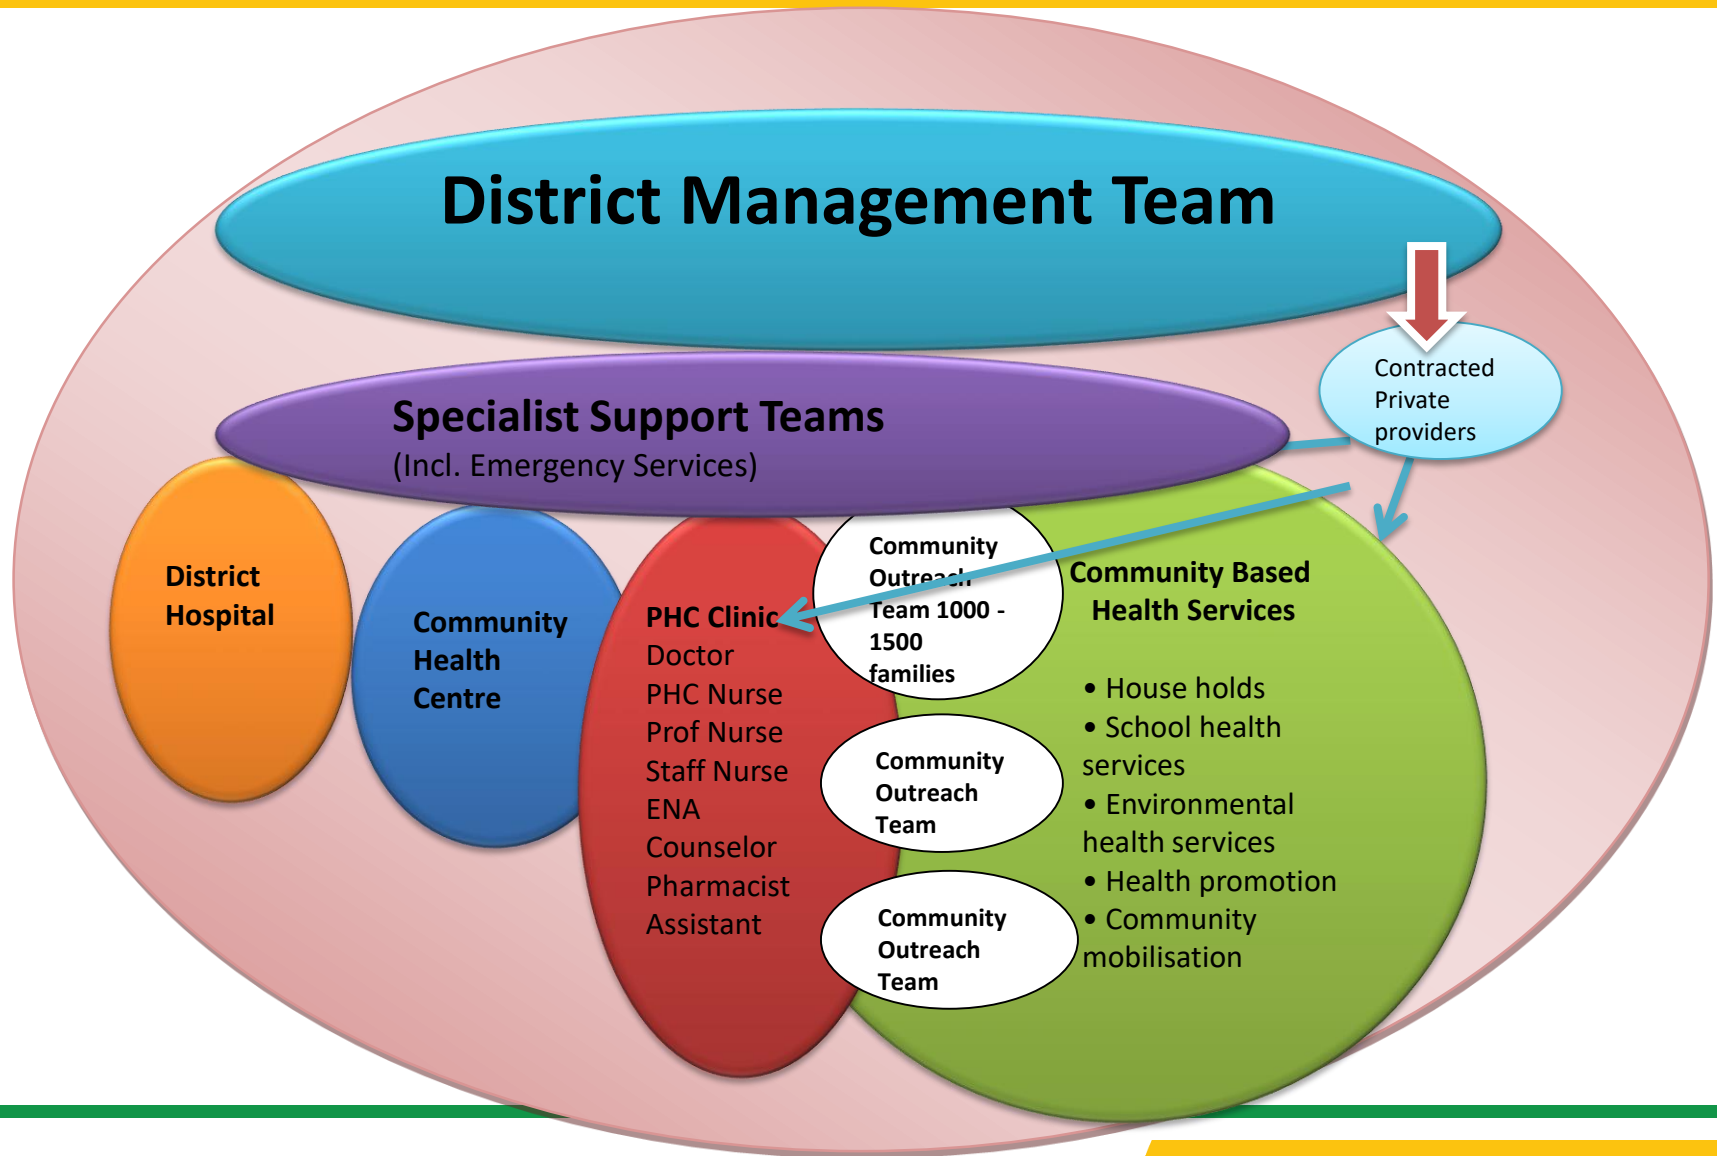 District Management Team
Contracted
Private
providers
Specialist Support Teams
(Incl. Emergency Services)
District
Hospital
Community
Health
Centre
PHC Clinic
Doctor
PHC Nurse
Prof Nurse
Staff Nurse
ENA
Counselor
Pharmacist
Assistant
Community
Outreach
Team 1000 -
1500
families
Community
Outreach
Team
Community
Outreach
Team
Community Based
Health Services
• House holds
• School health
services
• Environmental
health services
• Health promotion
• Community
mobilisation